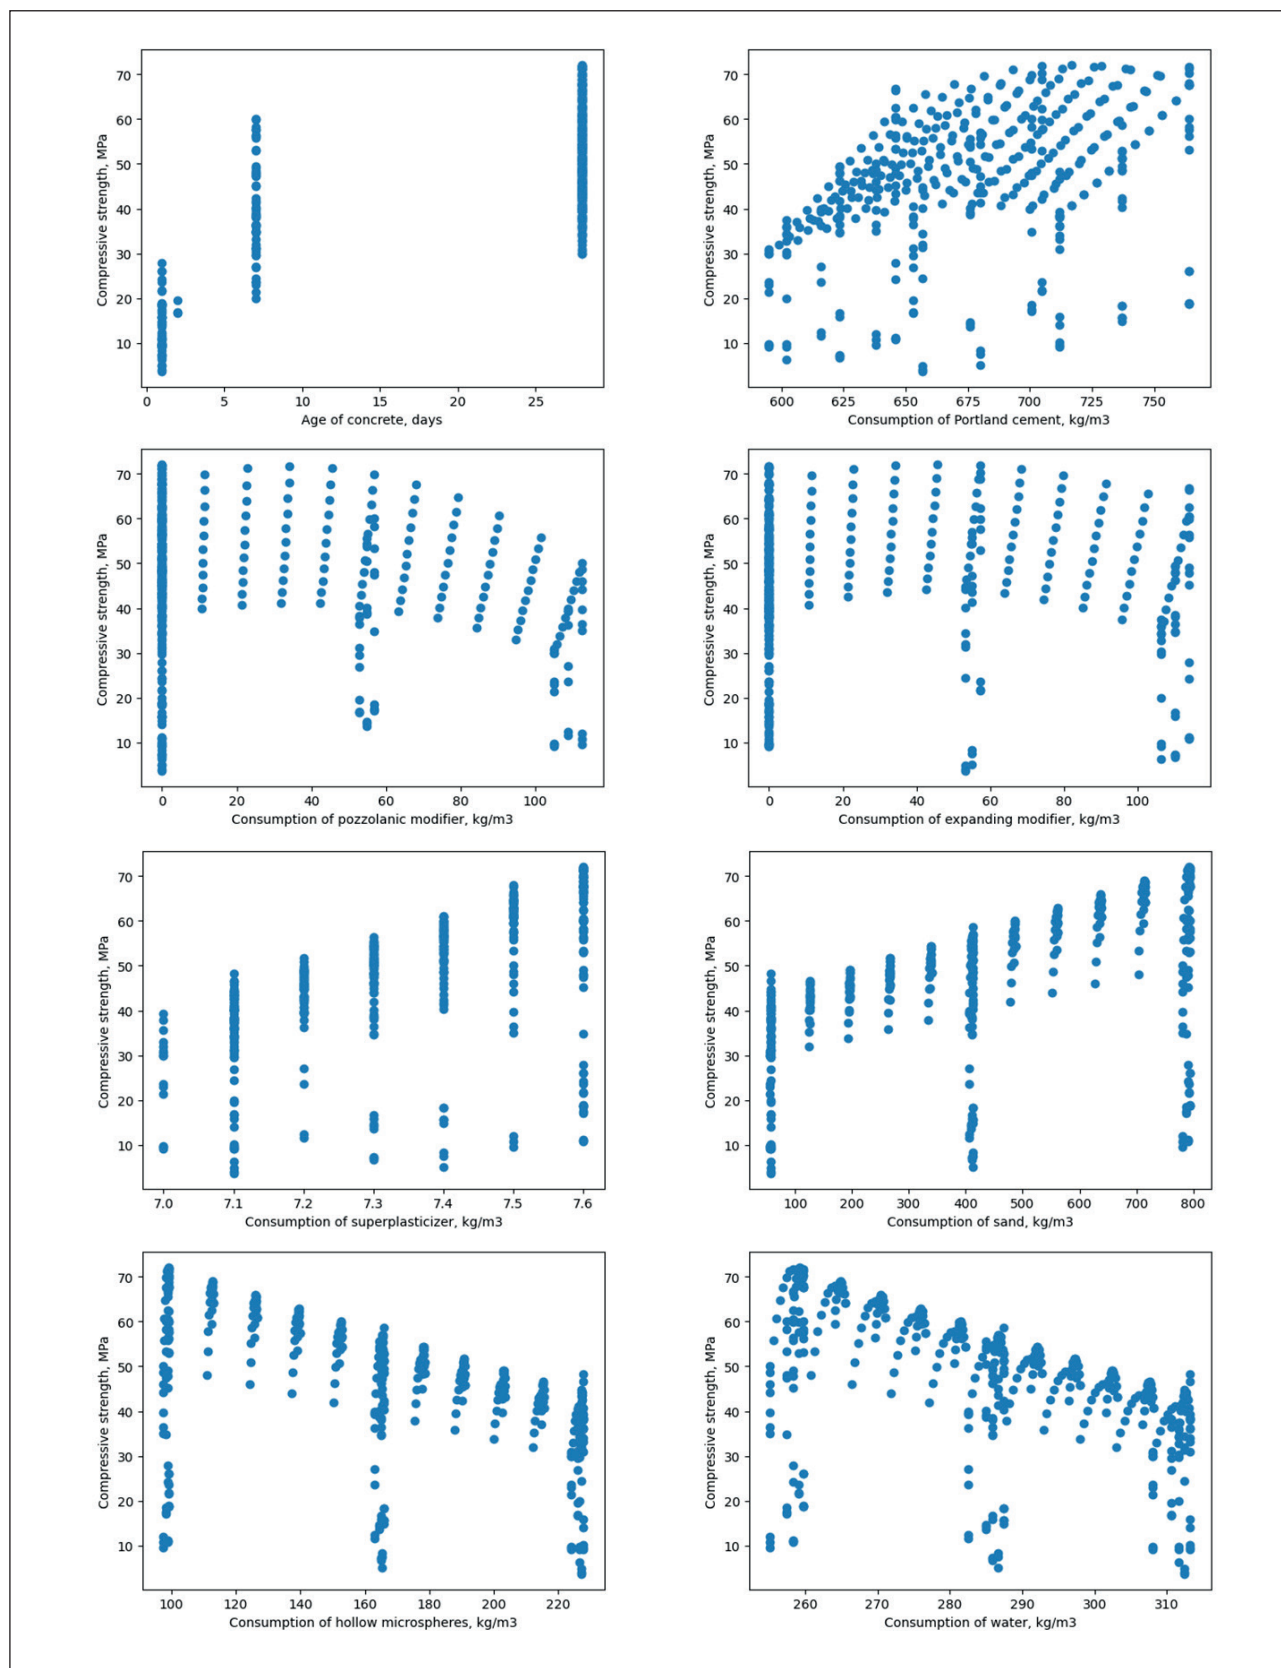 70
60
50
40
30
20
10
Compressive strength, MPa
0 5 10 15 20 25
Age of concrete, days
70
60
50
40
30
20
10
Compressive strength, MPa
600 625 650 675 700 725 750
Consumption of Portland cement, kg/m3
70
60
50
40
30
20
10
Compressive strength, MPa
0 20 40 60 80 100
Consumption of pozzolanic modifier, kg/m3
70
60
50
40
30
20
10
Compressive strength, MPa
0 20 40 60 80 100
Consumption of expanding modifier, kg/m3
70
60
50
40
30
20
10
Compressive strength, MPa
7.0 7.1 7.2 7.3 7.4 7.5 7.6
Consumption of superplasticizer, kg/m3
70
60
50
40
30
20
10
Compressive strength, MPa
100 200 300 400 500 600 700 800
Consumption of sand, kg/m3
70
60
50
40
30
20
10
Compressive strength, MPa
100 120 140 160 180 200 220
Consumption of hollow microspheres, kg/m3
70
60
50
40
30
20
10
Compressive strength, MPa
260 270 280 290 300 310
Consumption of water, kg/m3